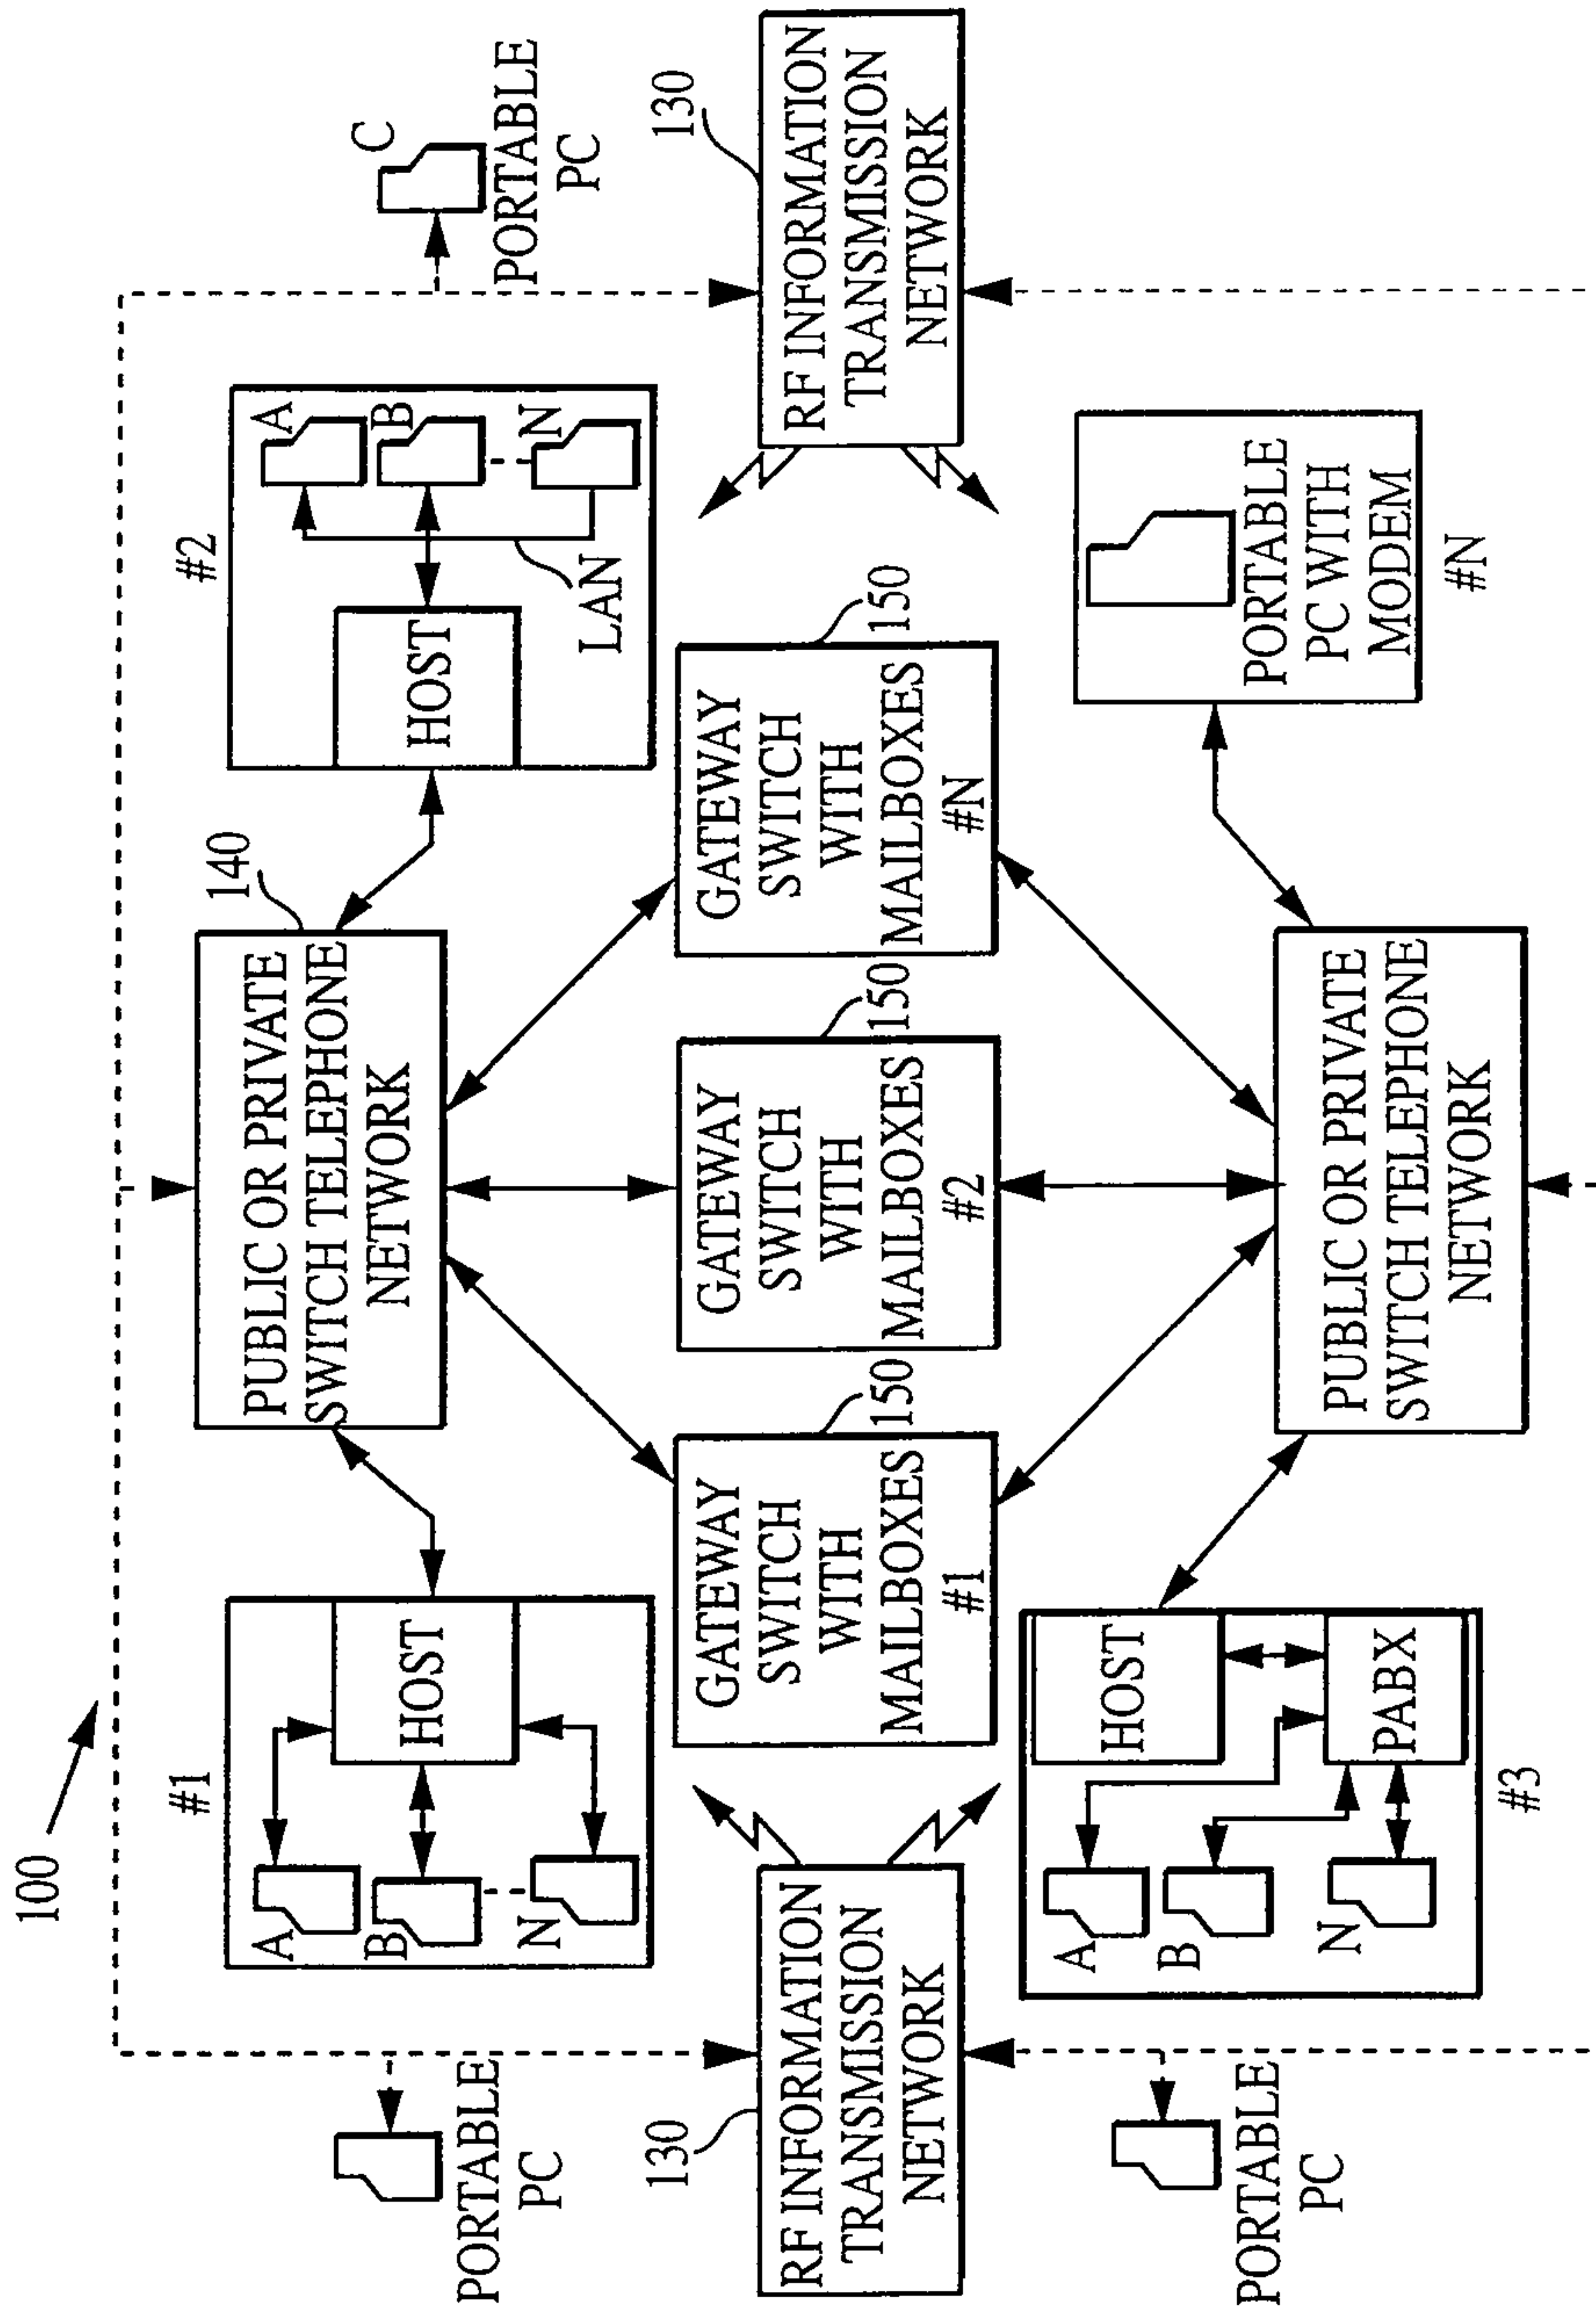 100
#1
A
B
N
HOST
PUBLIC OR PRIVATE
SWITCH TELEPHONE
NETWORK
140
#2
HOST
LAN
A
B
N
C
PORTABLE
PC
PORTABLE
PC
130
RF INFORMATION
TRANSMISSION
NETWORK
GATEWAY
SWITCH
WITH
MAILBOXES
#1
150
GATEWAY
SWITCH
WITH
MAILBOXES
#2
150
GATEWAY
SWITCH
WITH
MAILBOXES
#N
150
130
RF INFORMATION
TRANSMISSION
NETWORK
PORTABLE
PC
A
B
N
HOST
PABX
#3
PUBLIC OR PRIVATE
SWITCH TELEPHONE
NETWORK
PORTABLE
PC WITH
MODEM
#N